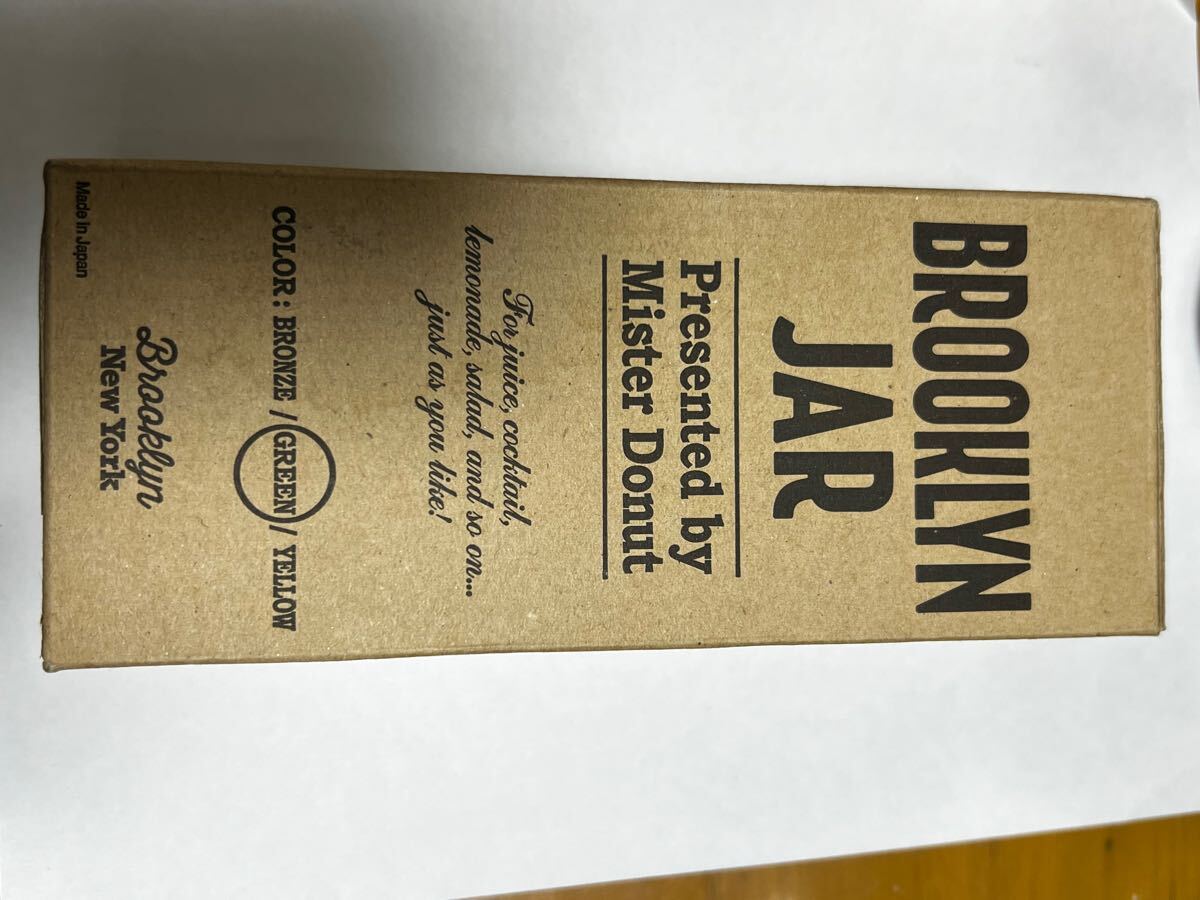 BROOKLYN
JAR
Presented by
Mister Donut
For juice, cocktail,
lemonade, salad, and so on...
just as you like!
COLOR: BRONZE / GREEN / YELLOW
Brooklyn
New York
Made in Japan